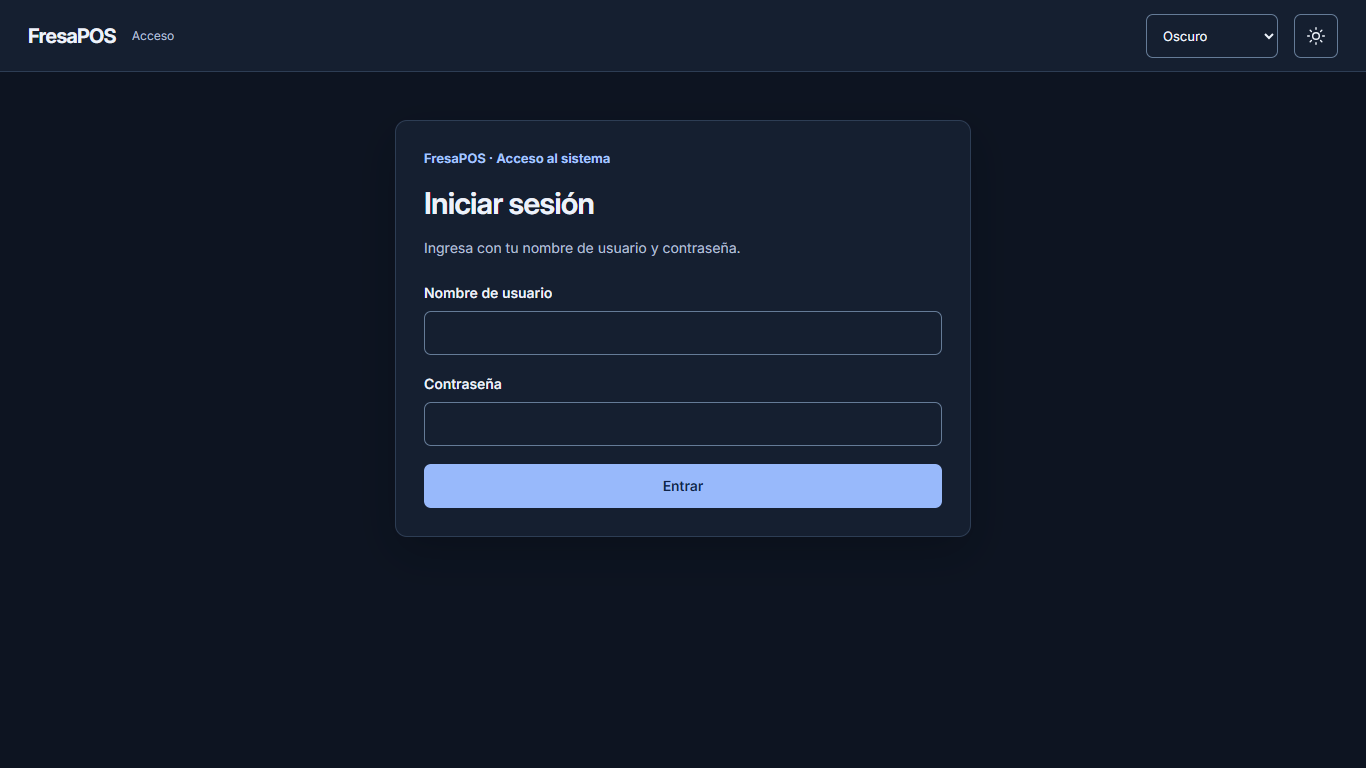 FresaPOS
Acceso
Oscuro
FresaPOS · Acceso al sistema
Iniciar sesión
Ingresa con tu nombre de usuario y contraseña.
Nombre de usuario
Contraseña
Entrar